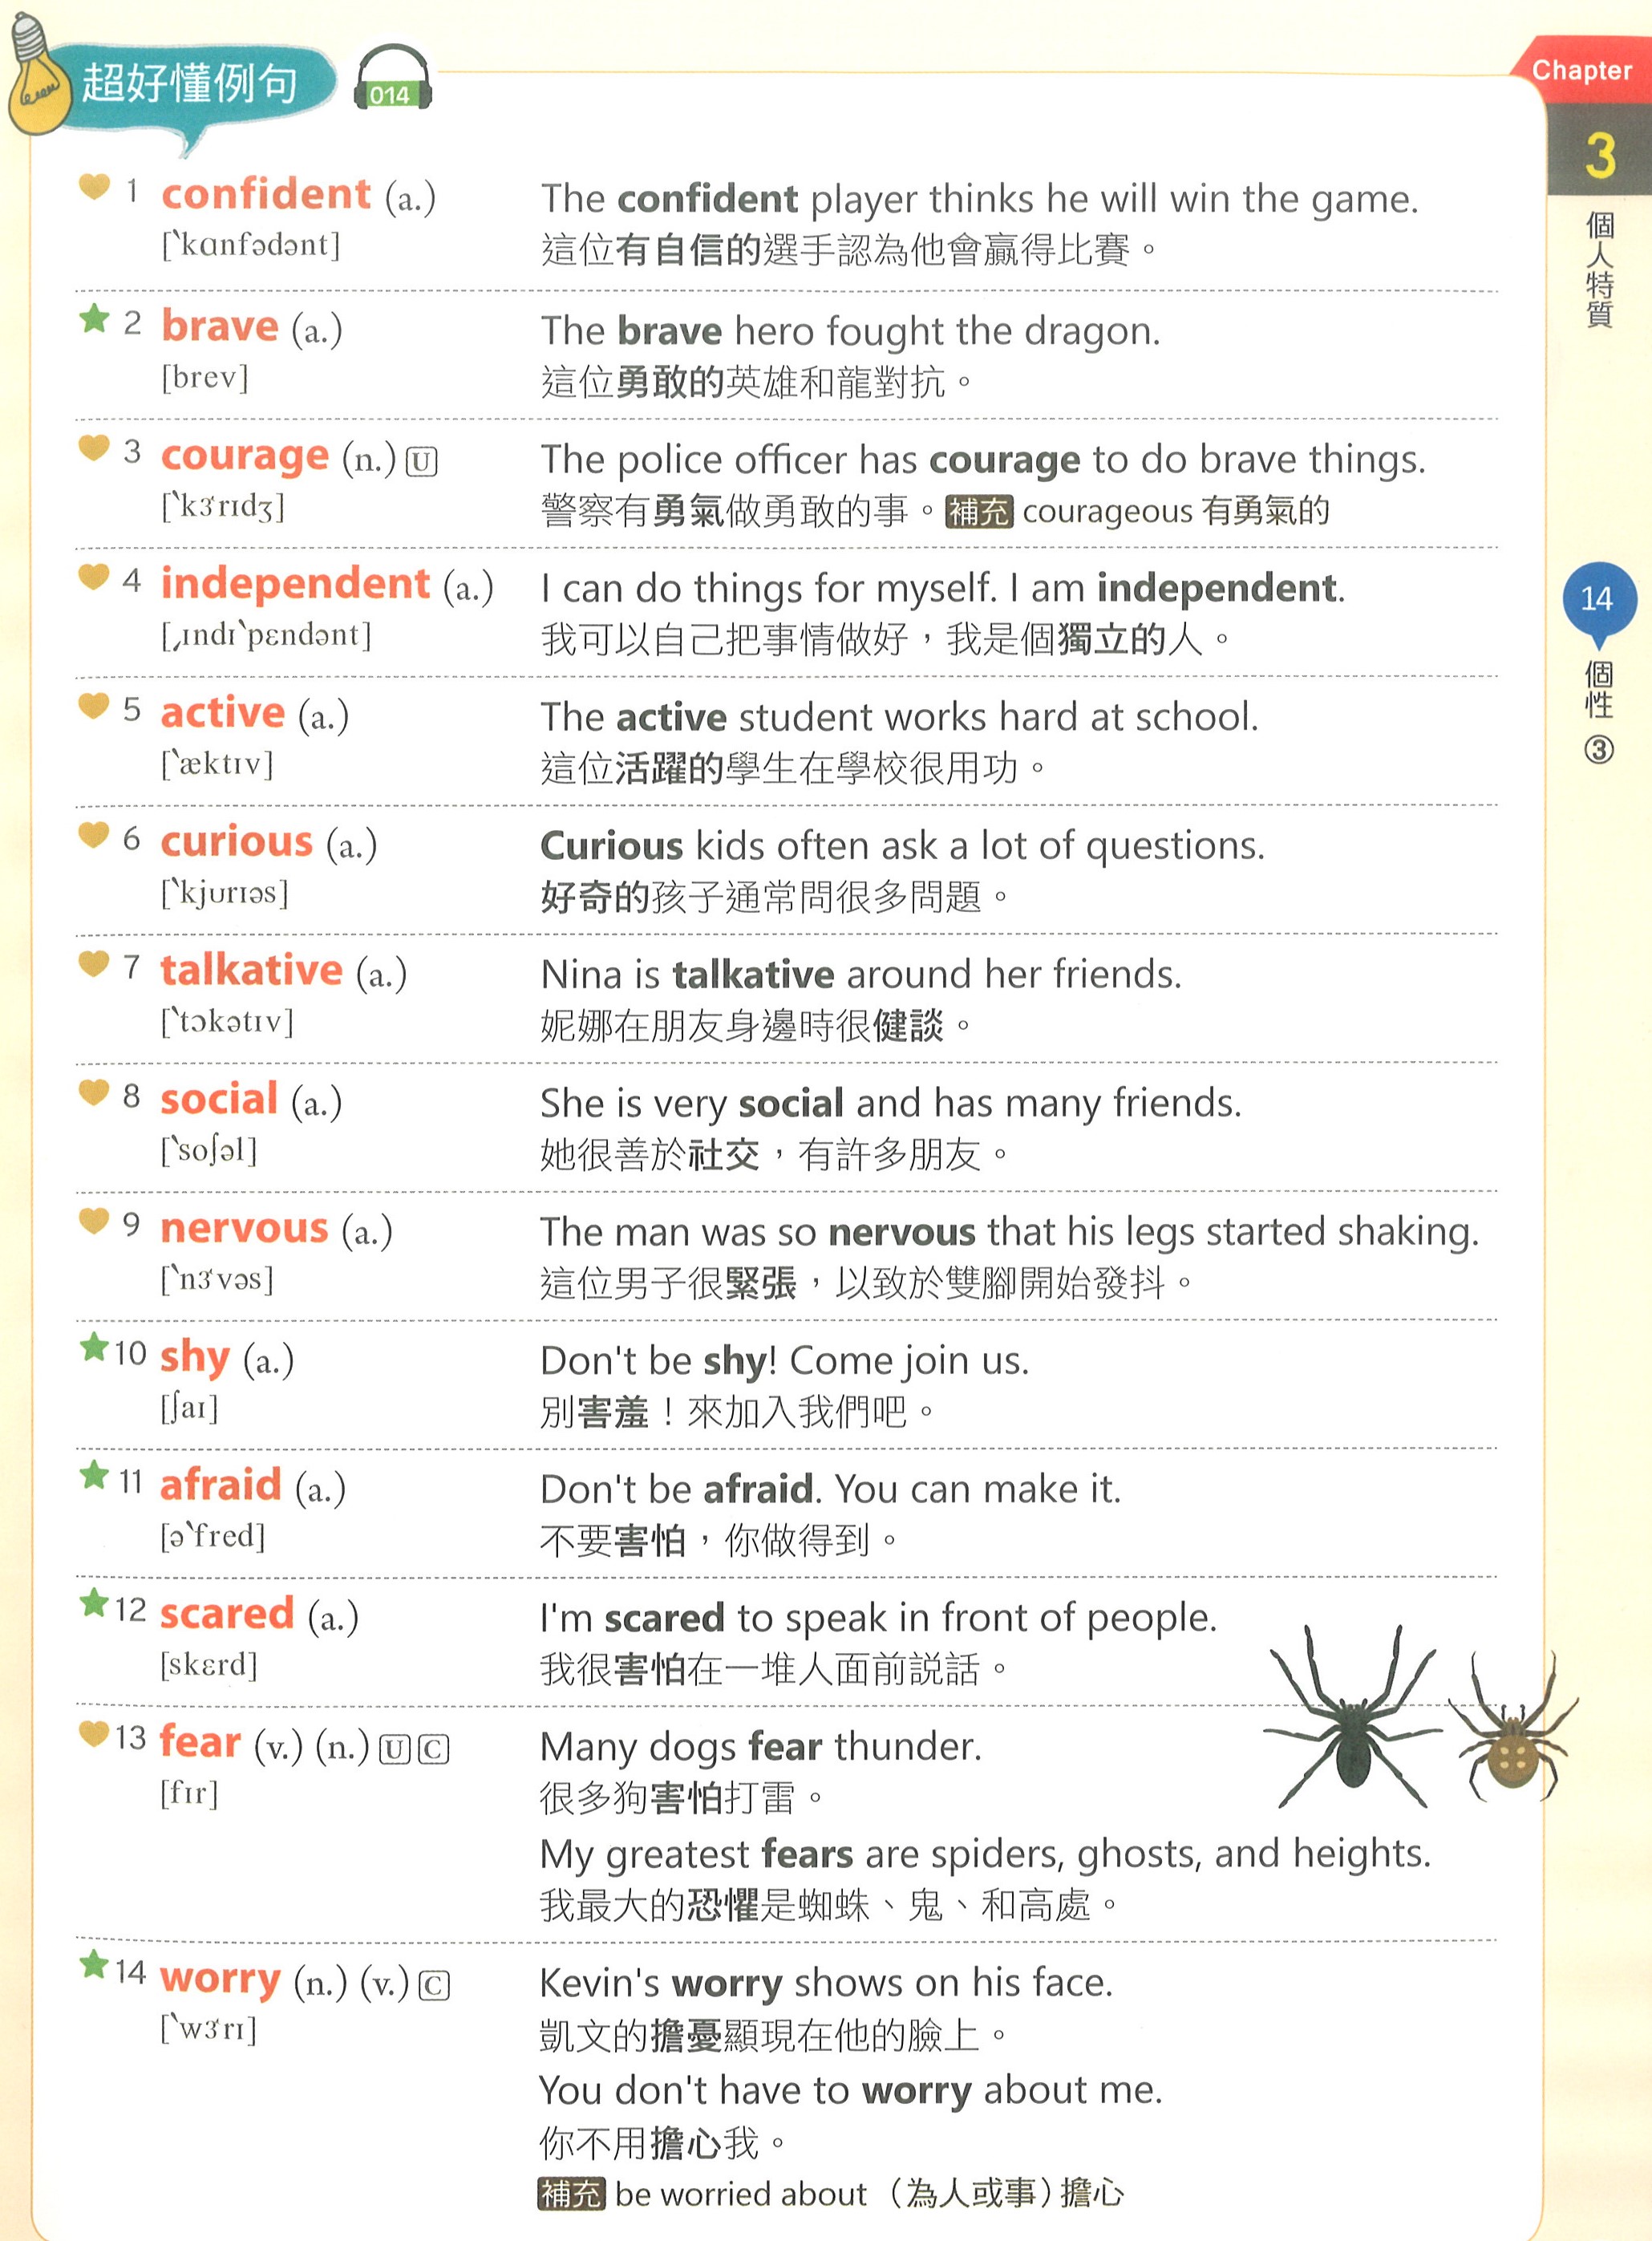 超好懂例句
014
Chapter
3
個人特質
14
個性③
1 confident (a.)
[ˋkɑnfədənt]
The confident player thinks he will win the game.
這位有自信的選手認為他會贏得比賽。
2 brave (a.)
[brev]
The brave hero fought the dragon.
這位勇敢的英雄和龍對抗。
3 courage (n.) U
[ˋkɝɪdʒ]
The police officer has courage to do brave things.
警察有勇氣做勇敢的事。補充 courageous 有勇氣的
4 independent (a.)
[͵ɪndɪˋpɛndənt]
I can do things for myself. I am independent.
我可以自己把事情做好，我是個獨立的人。
5 active (a.)
[ˋæktɪv]
The active student works hard at school.
這位活躍的學生在學校很用功。
6 curious (a.)
[ˋkjʊrɪəs]
Curious kids often ask a lot of questions.
好奇的孩子通常問很多問題。
7 talkative (a.)
[ˋtɔkətɪv]
Nina is talkative around her friends.
妮娜在朋友身邊時很健談。
8 social (a.)
[ˋsoʃəl]
She is very social and has many friends.
她很善於社交，有許多朋友。
9 nervous (a.)
[ˋnɝvəs]
The man was so nervous that his legs started shaking.
這位男子很緊張，以致於雙腳開始發抖。
10 shy (a.)
[ʃaɪ]
Don't be shy! Come join us.
別害羞！來加入我們吧。
11 afraid (a.)
[əˋfred]
Don't be afraid. You can make it.
不要害怕，你做得到。
12 scared (a.)
[skɛrd]
I'm scared to speak in front of people.
我很害怕在一堆人面前説話。
13 fear (v.) (n.) U C
[fɪr]
Many dogs fear thunder.
很多狗害怕打雷。
My greatest fears are spiders, ghosts, and heights.
我最大的恐懼是蜘蛛、鬼、和高處。
14 worry (n.) (v.) C
[ˋwɝɪ]
Kevin's worry shows on his face.
凱文的擔憂顯現在他的臉上。
You don't have to worry about me.
你不用擔心我。
補充 be worried about （為人或事）擔心